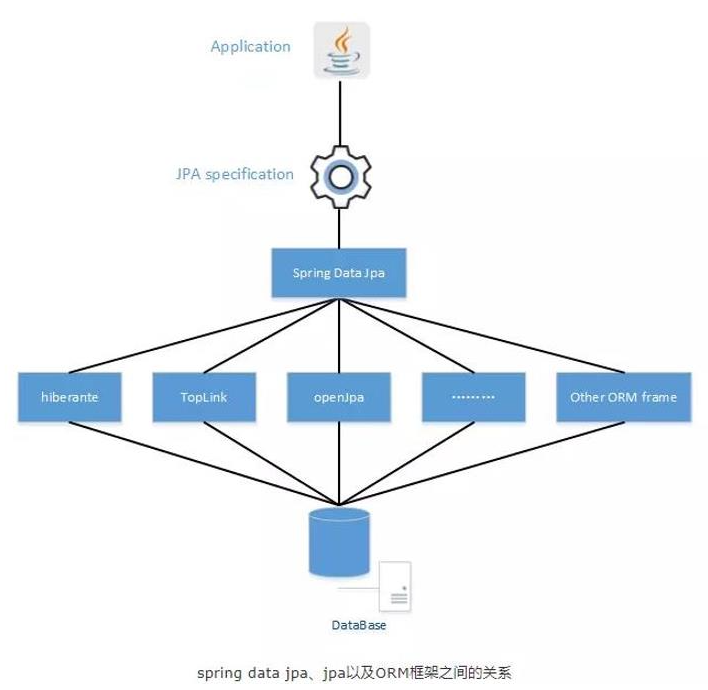 Application
JPA specification
Spring Data Jpa
hiberante
TopLink
openJpa
………
Other ORM frame
DataBase
spring data jpa、jpa以及ORM框架之间的关系